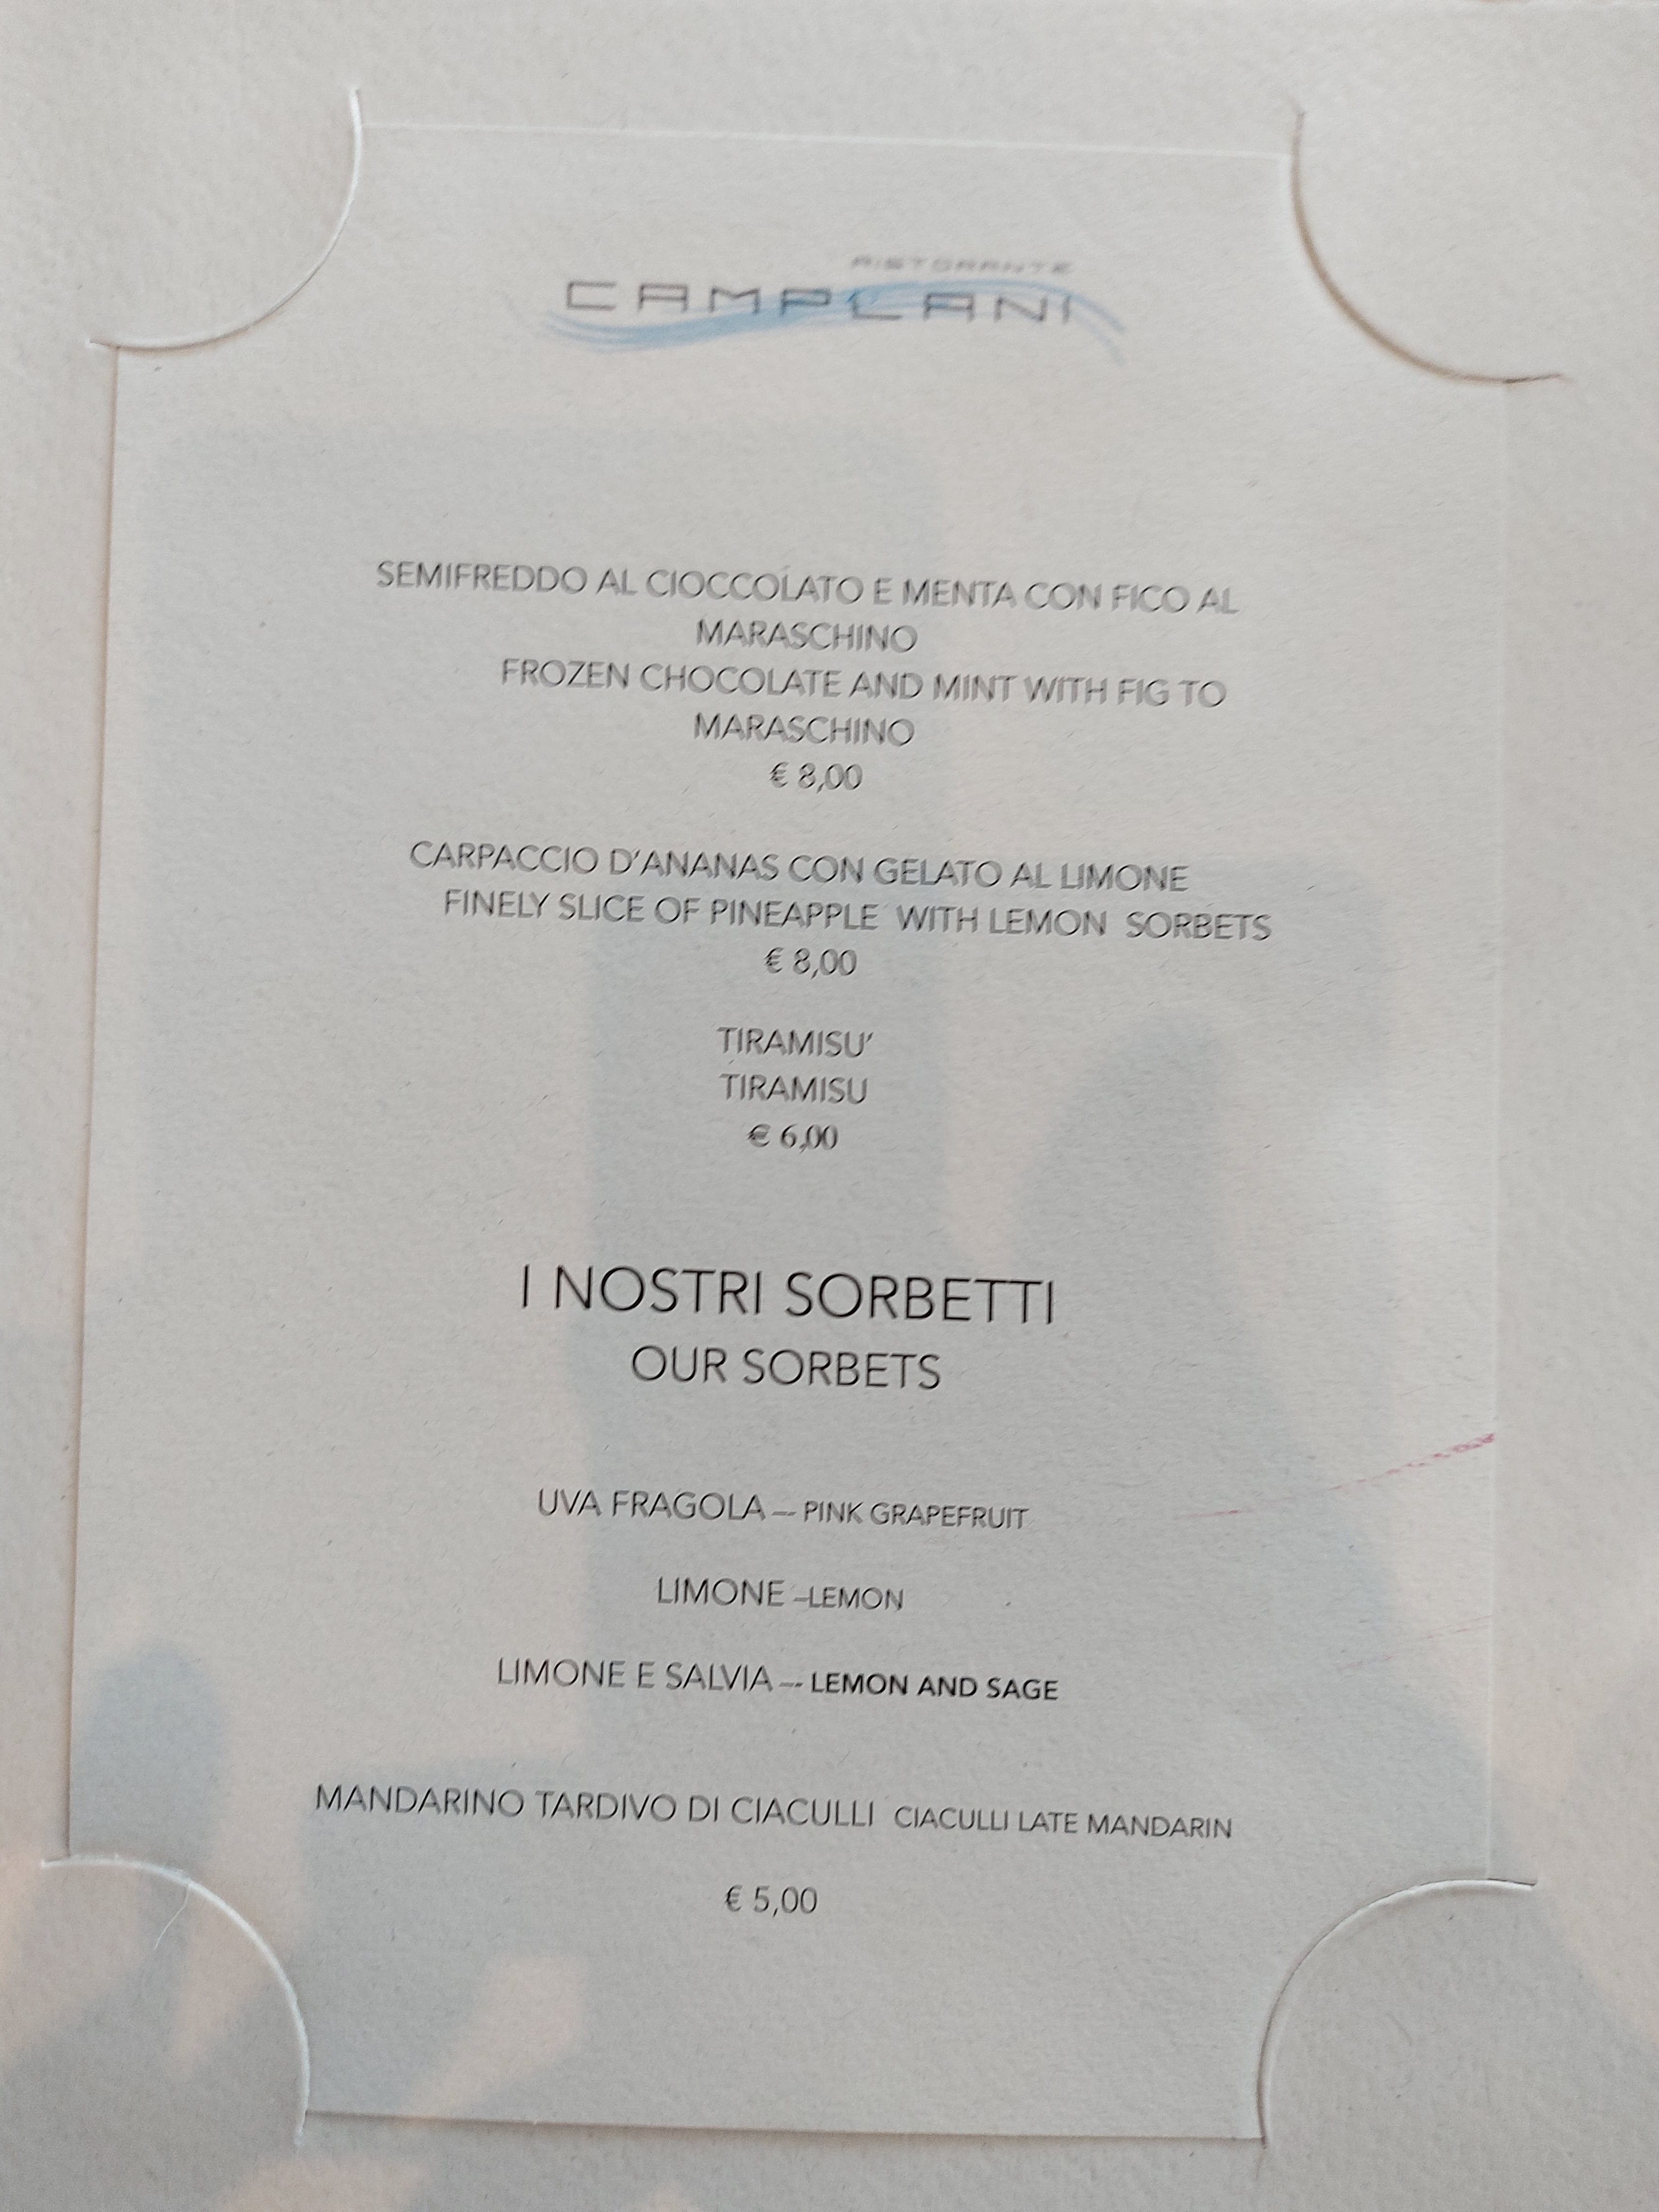 RISTORANTE
CAMPLANI
SEMIFREDDO AL CIOCCOLATO E MENTA CON FICO AL
MARASCHINO
FROZEN CHOCOLATE AND MINT WITH FIG TO
MARASCHINO
€ 8,00
CARPACCIO D'ANANAS CON GELATO AL LIMONE
FINELY SLICE OF PINEAPPLE WITH LEMON SORBETS
€ 8,00
TIRAMISU'
TIRAMISU
€ 6,00
I NOSTRI SORBETTI
OUR SORBETS
UVA FRAGOLA –- PINK GRAPEFRUIT
LIMONE –LEMON
LIMONE E SALVIA –- LEMON AND SAGE
MANDARINO TARDIVO DI CIACULLI CIACULLI LATE MANDARIN
€ 5,00